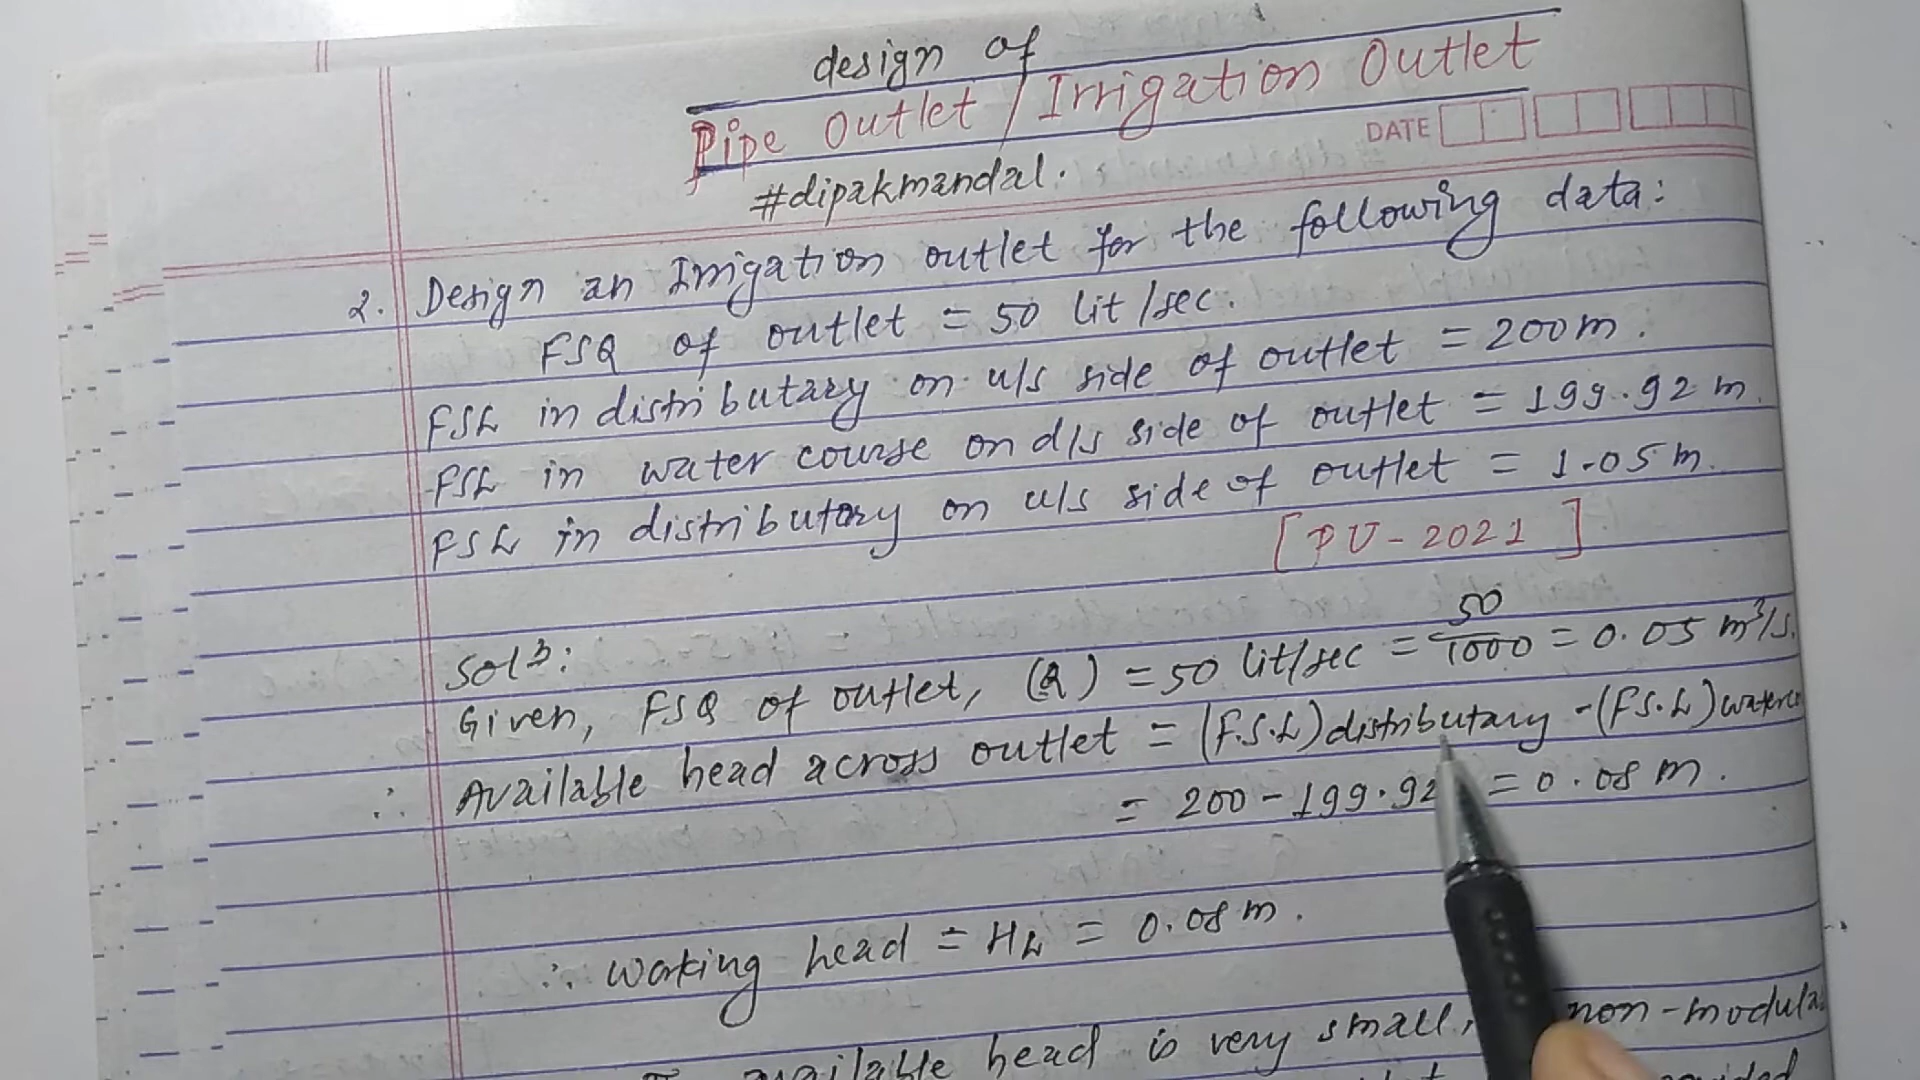 design of
Pipe Outlet / Irrigation Outlet
DATE
#dipakmandal.
2. Design an Irrigation outlet for the following data:
FSQ of outlet = 50 lit/sec.
FSL in distributary on u/s side of outlet = 200m.
FSL in water course on d/s side of outlet = 199.92 m.
FSL in distributary on u/s side of outlet = 1.05 m.
[PU-2021]
Soln:
Given, FSQ of outlet, (Q) = 50 lit/sec = 50/1000 = 0.05 m³/s.
∴ Available head across outlet = (F.S.L) distributary - (FS.L)
= 200 - 199.92 = 0.08 m.
∴ working head = HL = 0.08 m.
available head is very small, non-modular